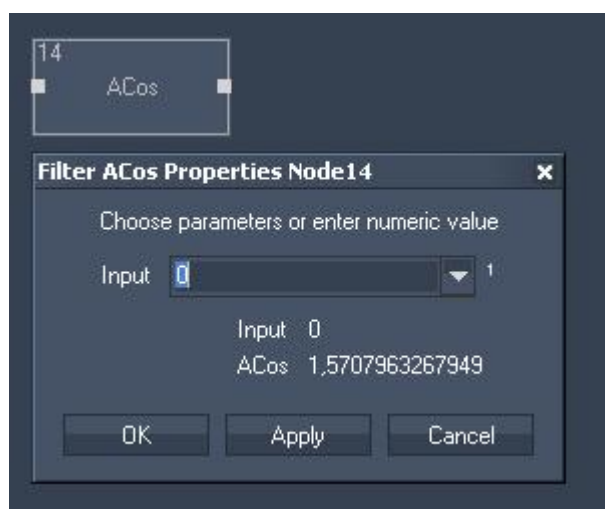 14
ACos
Filter ACos Properties Node14 x
Choose parameters or enter numeric value
Input 0 1
Input 0
ACos 1,5707963267949
OK Apply Cancel